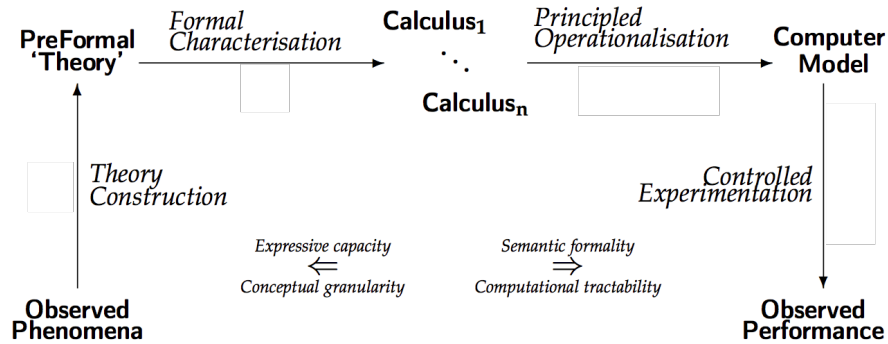 PreFormal
'Theory'
Formal
Characterisation
Calculus1
Calculusn
Principled
Operationalisation
Computer
Model
Theory
Construction
Controlled
Experimentation
Expressive capacity
Conceptual granularity
Semantic formality
Computational tractability
Observed
Phenomena
Observed
Performance